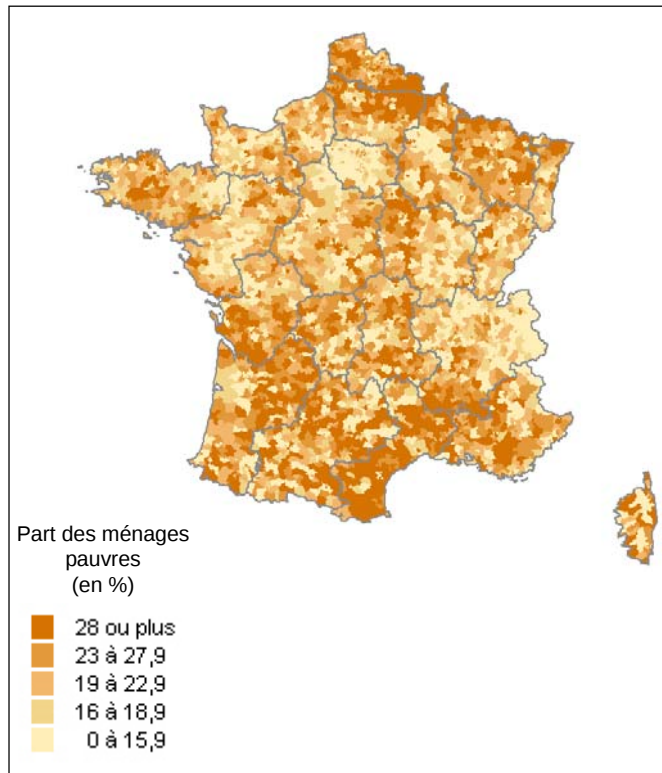 Part des ménages
pauvres
(en %)
28 ou plus
23 à 27,9
19 à 22,9
16 à 18,9
0 à 15,9